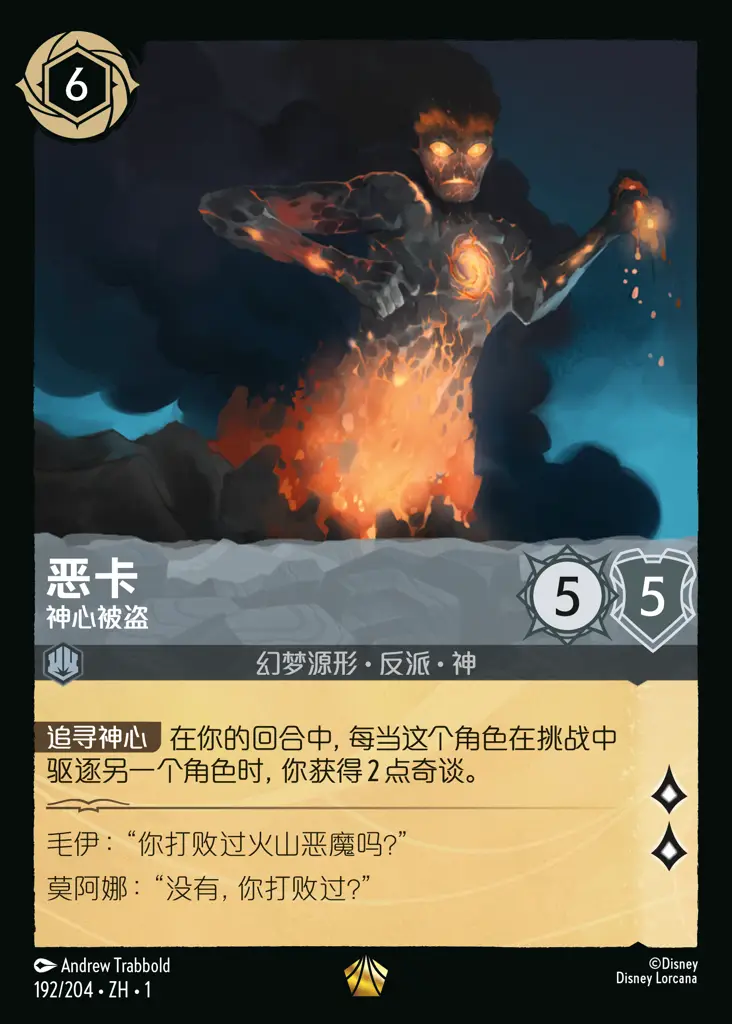 6
恶卡
神心被盗
5
5
幻梦源形・反派・神
追寻神心 在你的回合中, 每当这个角色在挑战中
驱逐另一个角色时, 你获得2点奇谈。
毛伊：“你打败过火山恶魔吗?”
莫阿娜：“没有, 你打败过?”
Andrew Trabbold
©Disney
192/204 • ZH • 1
Disney Lorcana